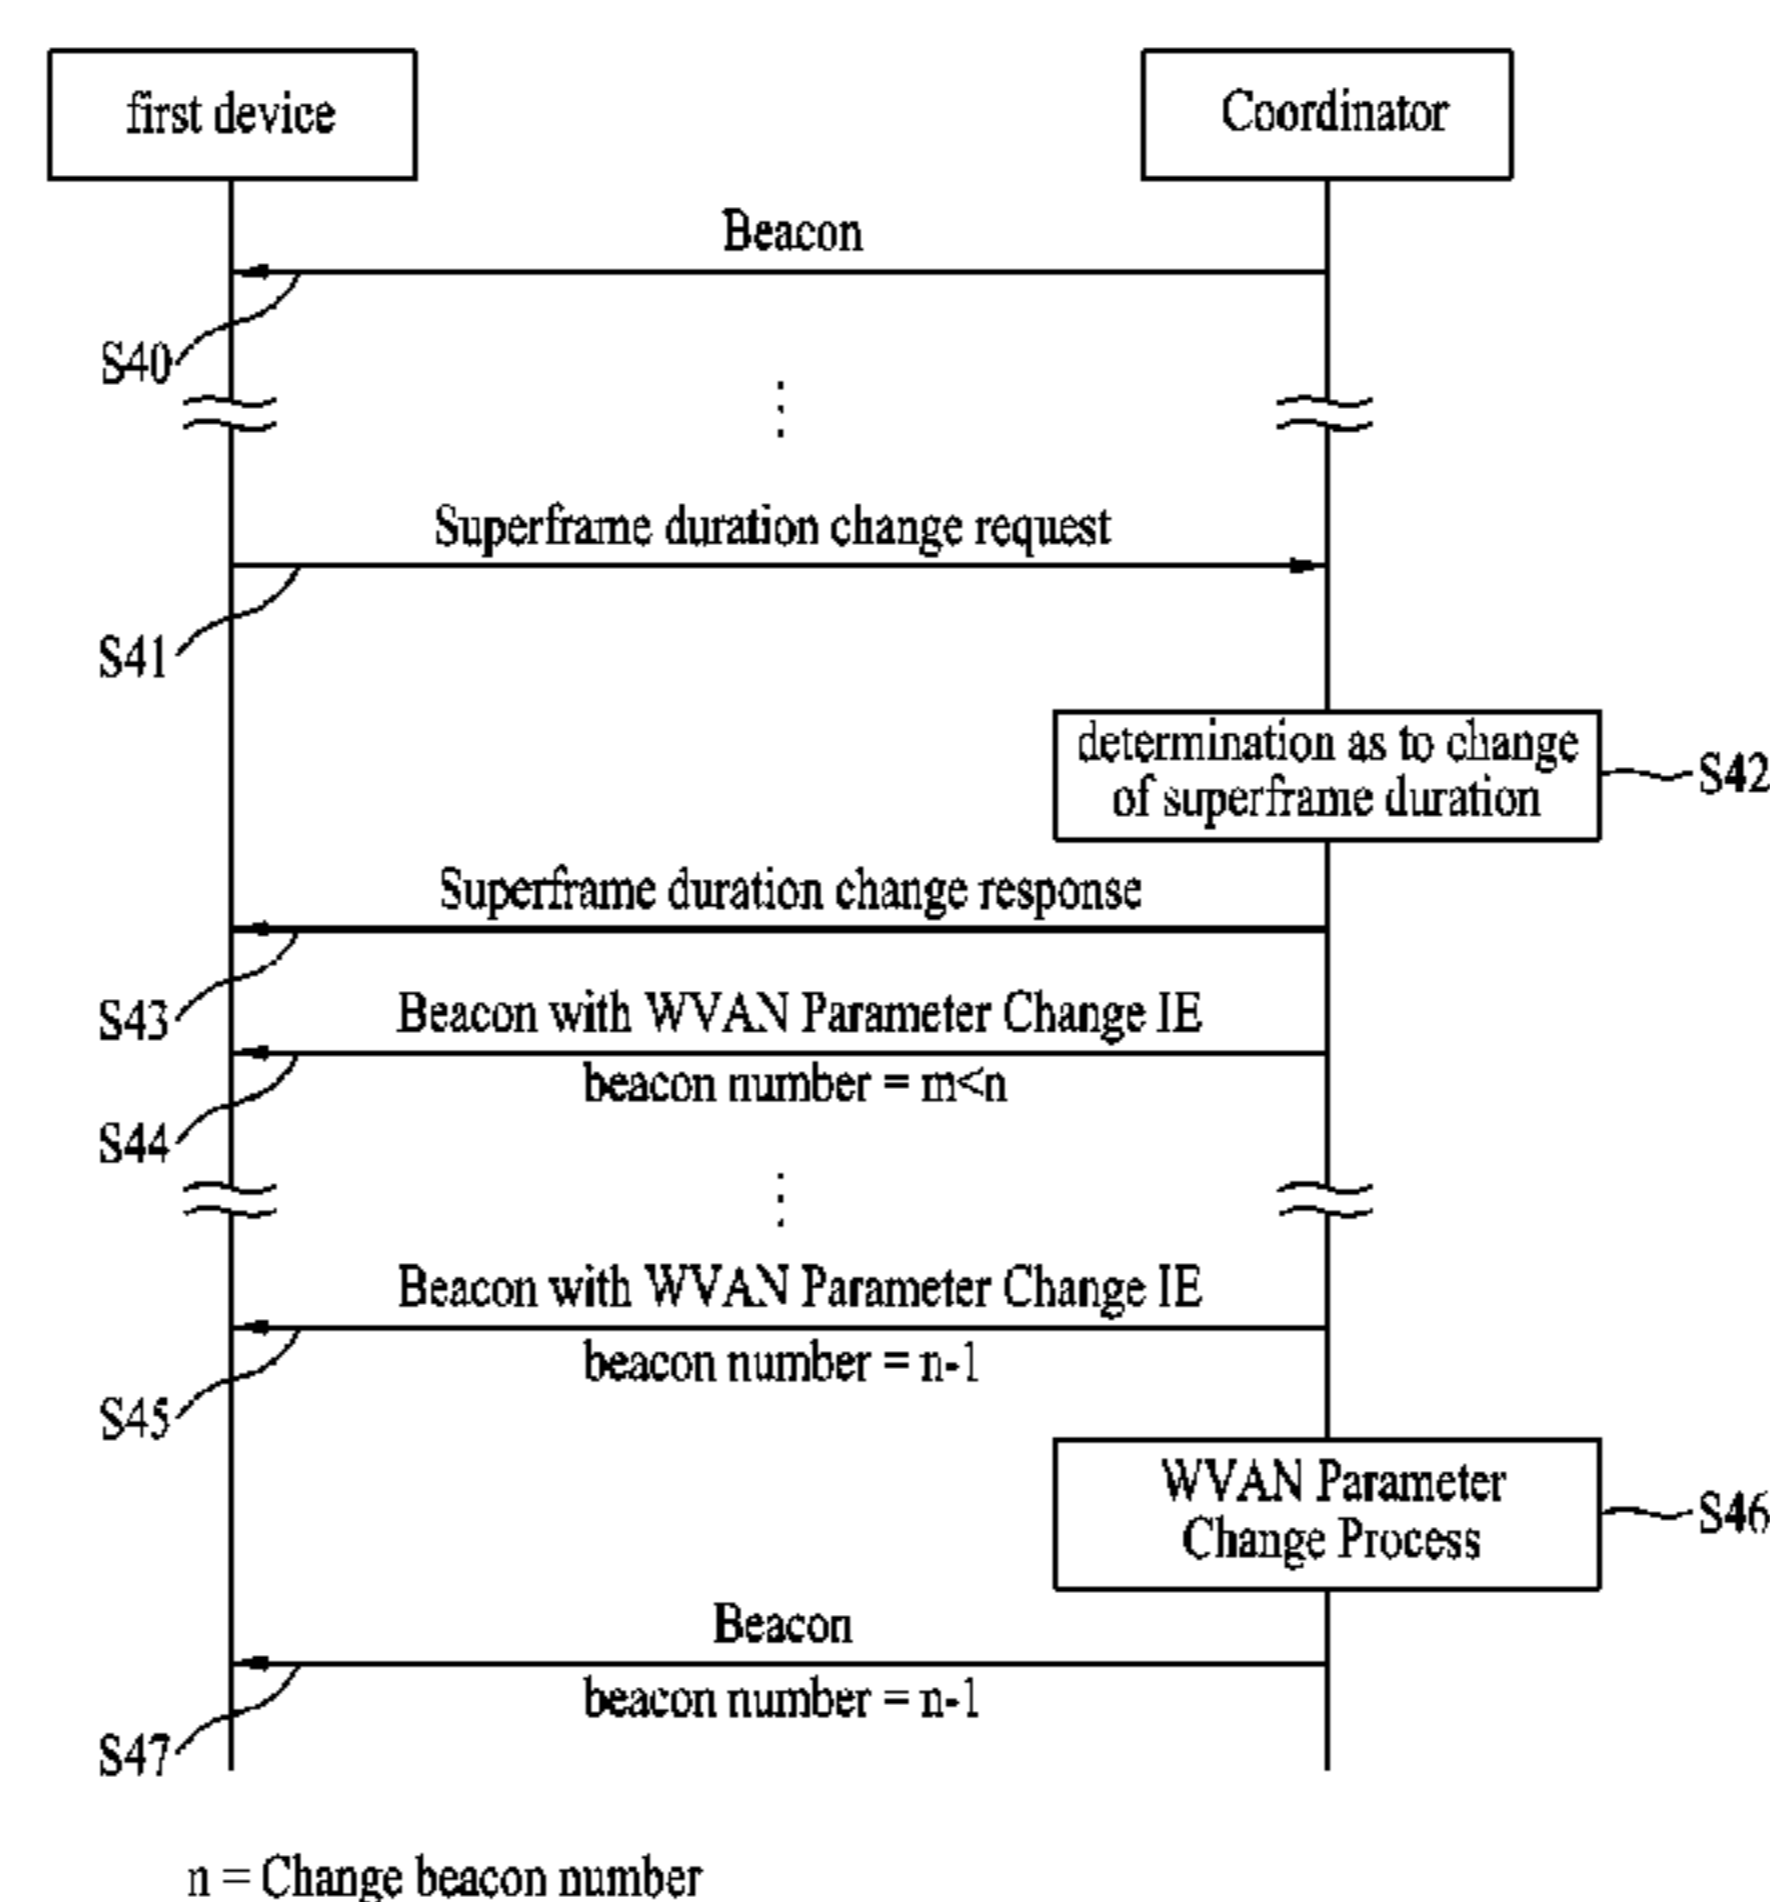 first device
Coordinator
Beacon
S40
Superframe duration change request
S41
determination as to change
of superframe duration
S42
Superframe duration change response
S43
Beacon with WVAN Parameter Change IE
beacon number = m<n
S44
Beacon with WVAN Parameter Change IE
beacon number = n-1
S45
WVAN Parameter
Change Process
S46
Beacon
beacon number = n-1
S47
n = Change beacon number